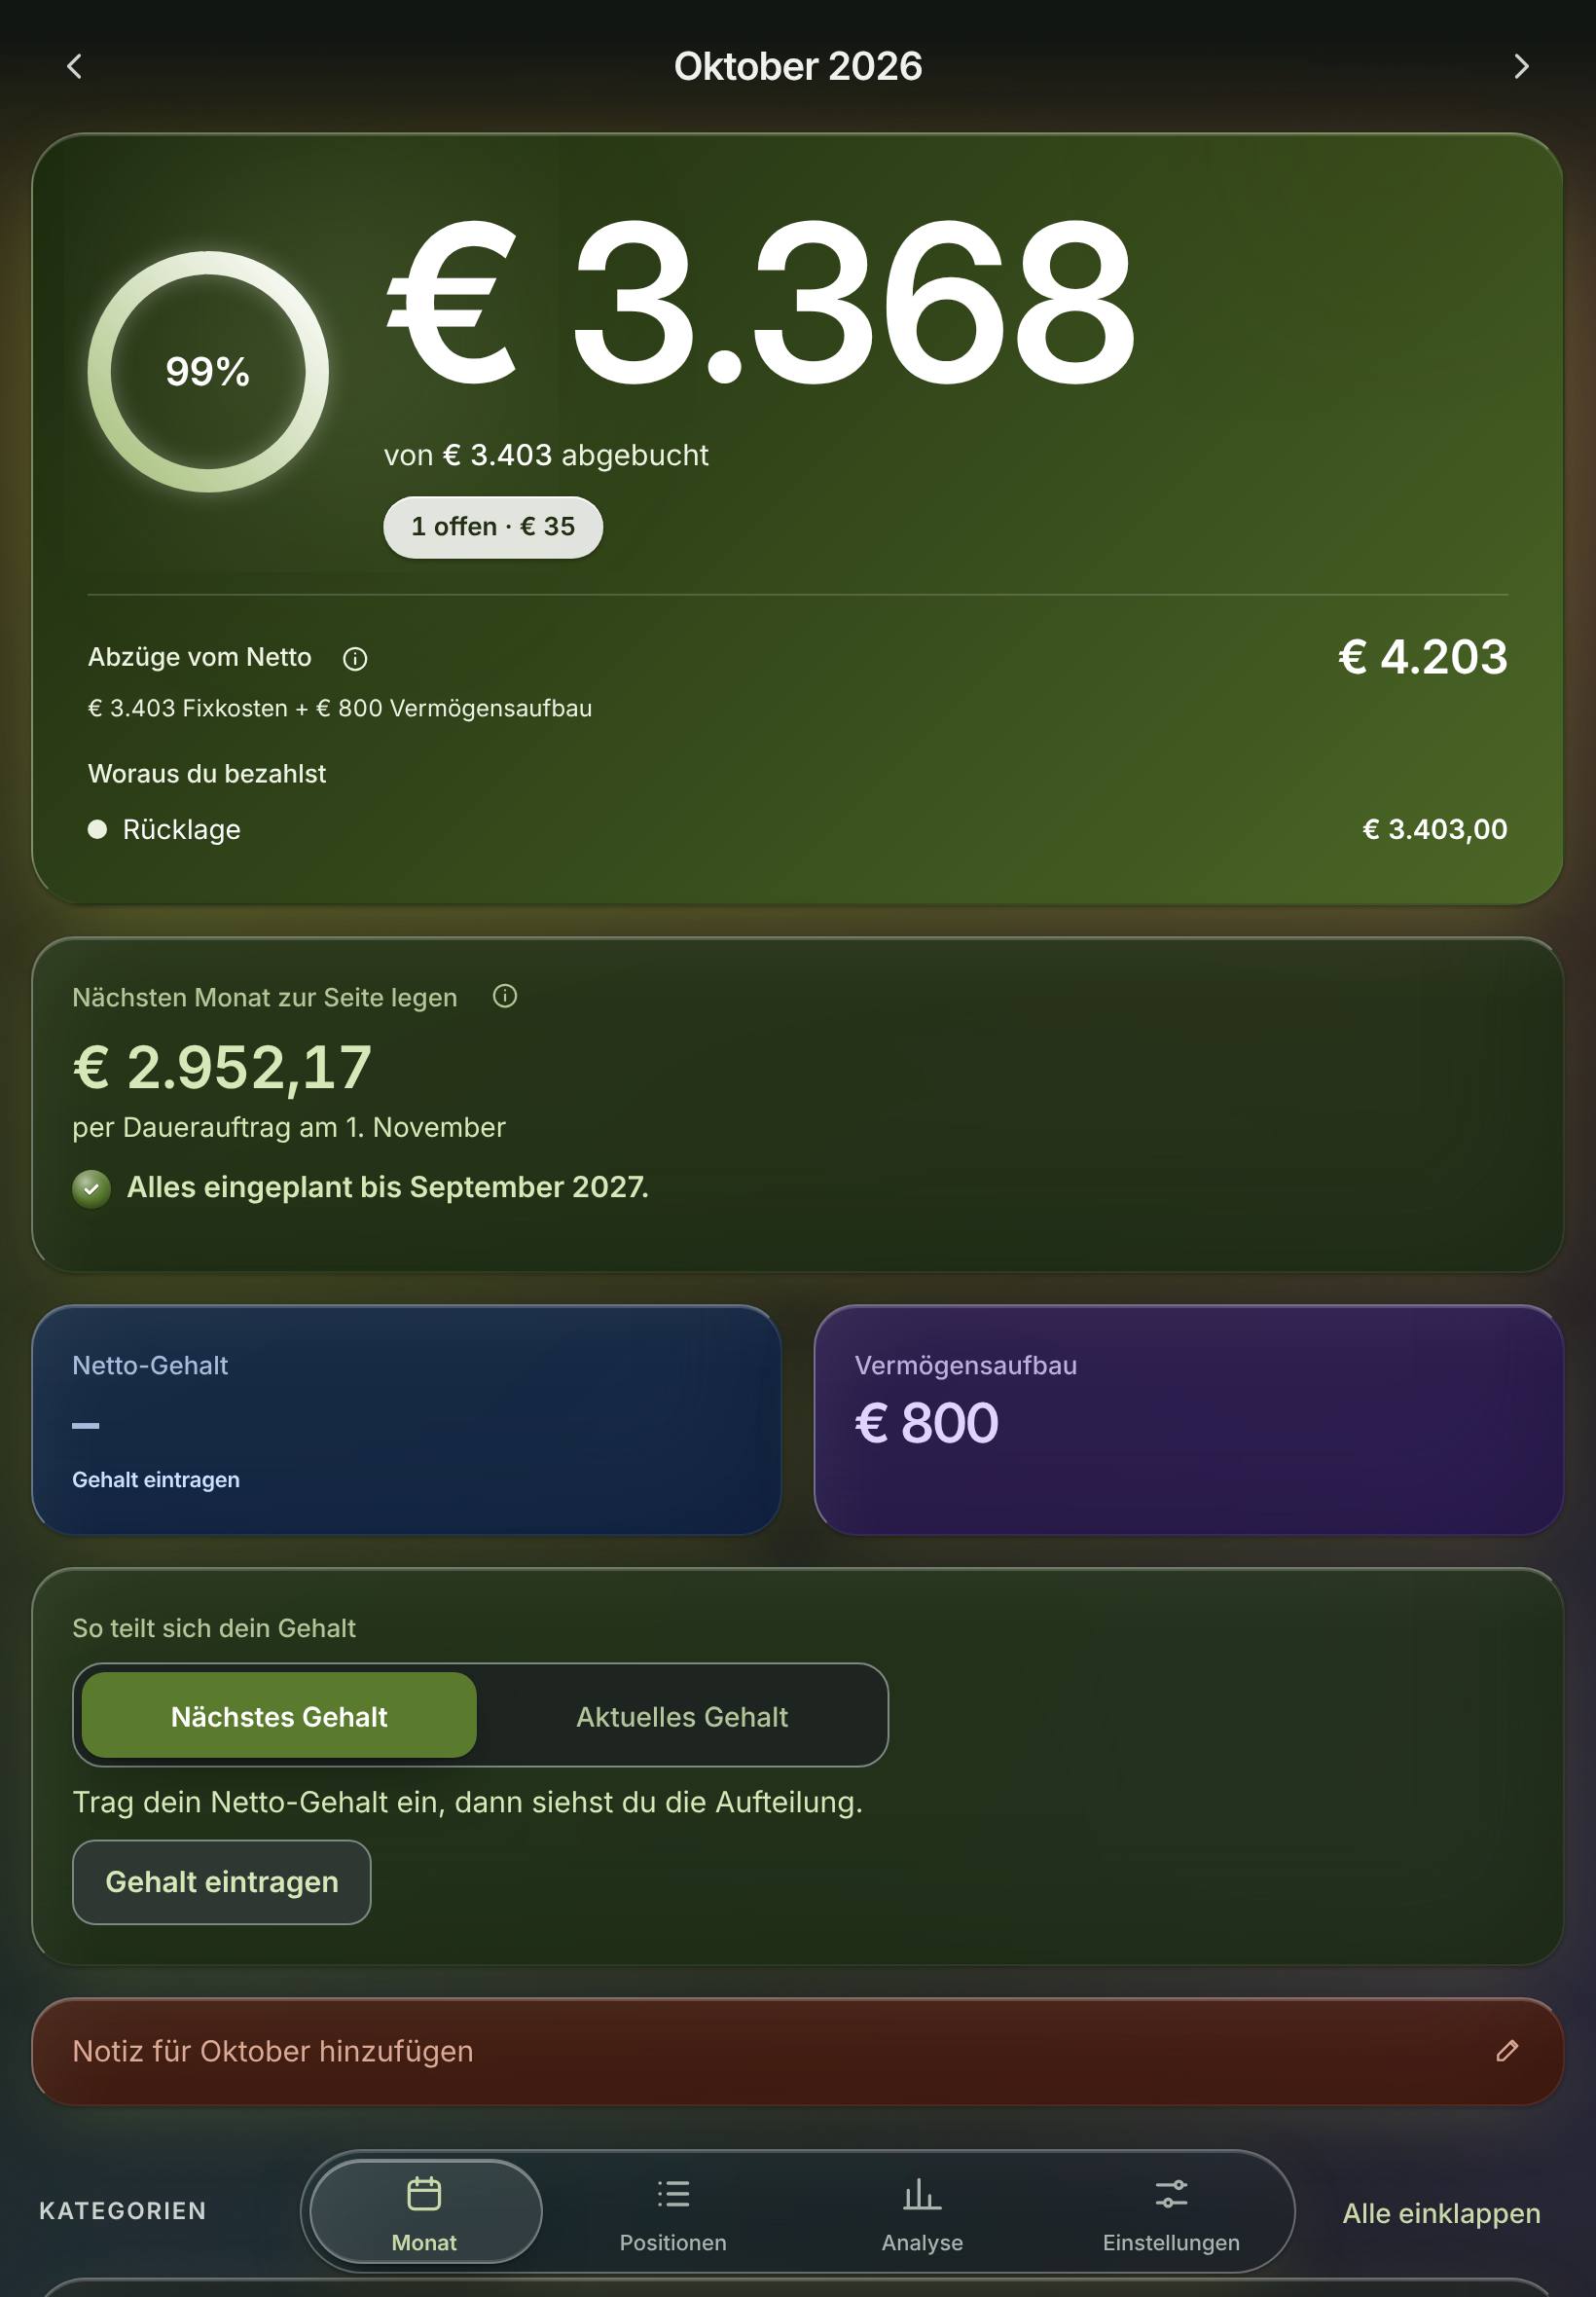 Oktober 2026
99%
€ 3.368
von € 3.403 abgebucht
1 offen · € 35
Abzüge vom Netto
€ 4.203
€ 3.403 Fixkosten + € 800 Vermögensaufbau
Woraus du bezahlst
Rücklage
€ 3.403,00
Nächsten Monat zur Seite legen
€ 2.952,17
per Dauerauftrag am 1. November
Alles eingeplant bis September 2027.
Netto-Gehalt
–
Gehalt eintragen
Vermögensaufbau
€ 800
So teilt sich dein Gehalt
Nächstes Gehalt
Aktuelles Gehalt
Trag dein Netto-Gehalt ein, dann siehst du die Aufteilung.
Gehalt eintragen
Notiz für Oktober hinzufügen
KATEGORIEN
Monat
Positionen
Analyse
Einstellungen
Alle einklappen